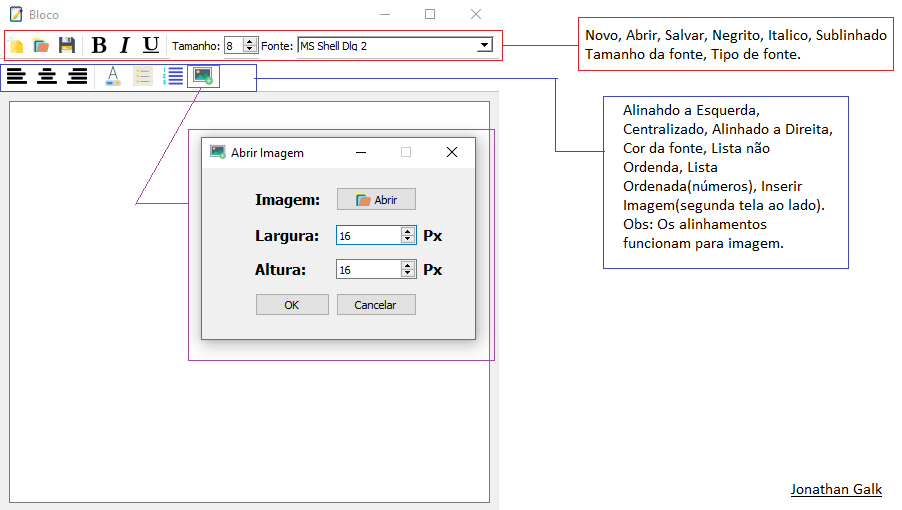 Bloco
B I U Tamanho: 8 Fonte: MS Shell Dlg 2
Novo, Abrir, Salvar, Negrito, Italico, Sublinhado
Tamanho da fonte, Tipo de fonte.
A
Alinahdo a Esquerda,
Centralizado, Alinhado a Direita,
Cor da fonte, Lista não
Ordenda, Lista
Ordenada(números), Inserir
Imagem(segunda tela ao lado).
Obs: Os alinhamentos
funcionam para imagem.
Abrir Imagem
Imagem: Abrir
Largura: 16 Px
Altura: 16 Px
OK Cancelar
Jonathan Galk